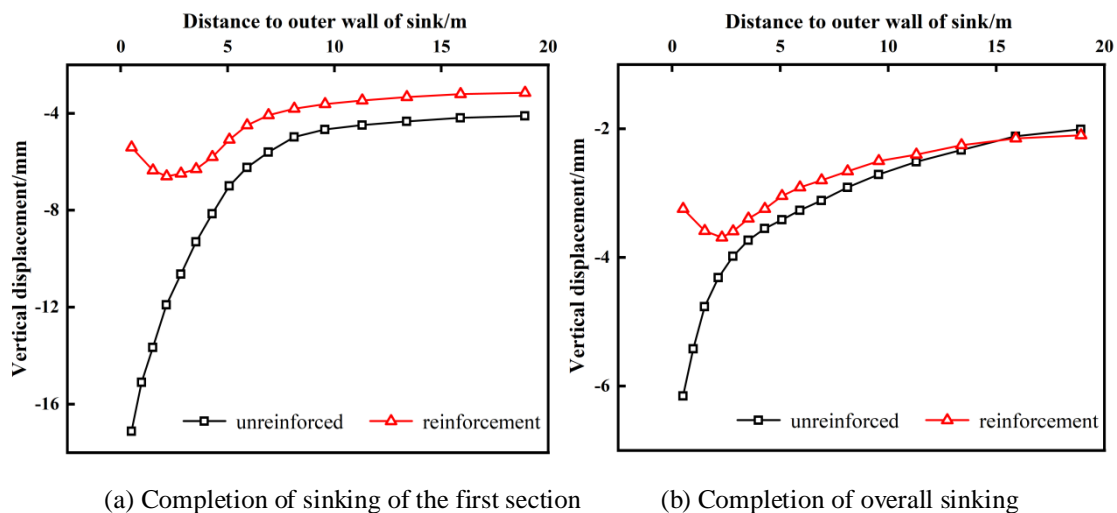 Distance to outer wall of sink/m
0 5 10 15 20
Vertical displacement/mm
-4
-8
-12
-16
unreinforced reinforcement
(a) Completion of sinking of the first section
Distance to outer wall of sink/m
0 5 10 15 20
Vertical displacement/mm
-2
-4
-6
unreinforced reinforcement
(b) Completion of overall sinking